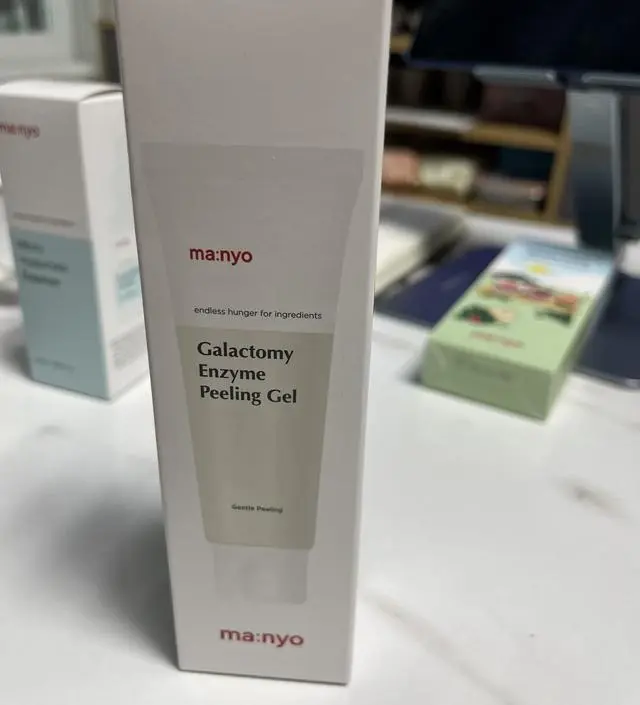 ma:nyo
endless hunger for ingredients
Galactomy
Enzyme
Peeling Gel
Gentle Peeling
ma:nyo
ma:nyo